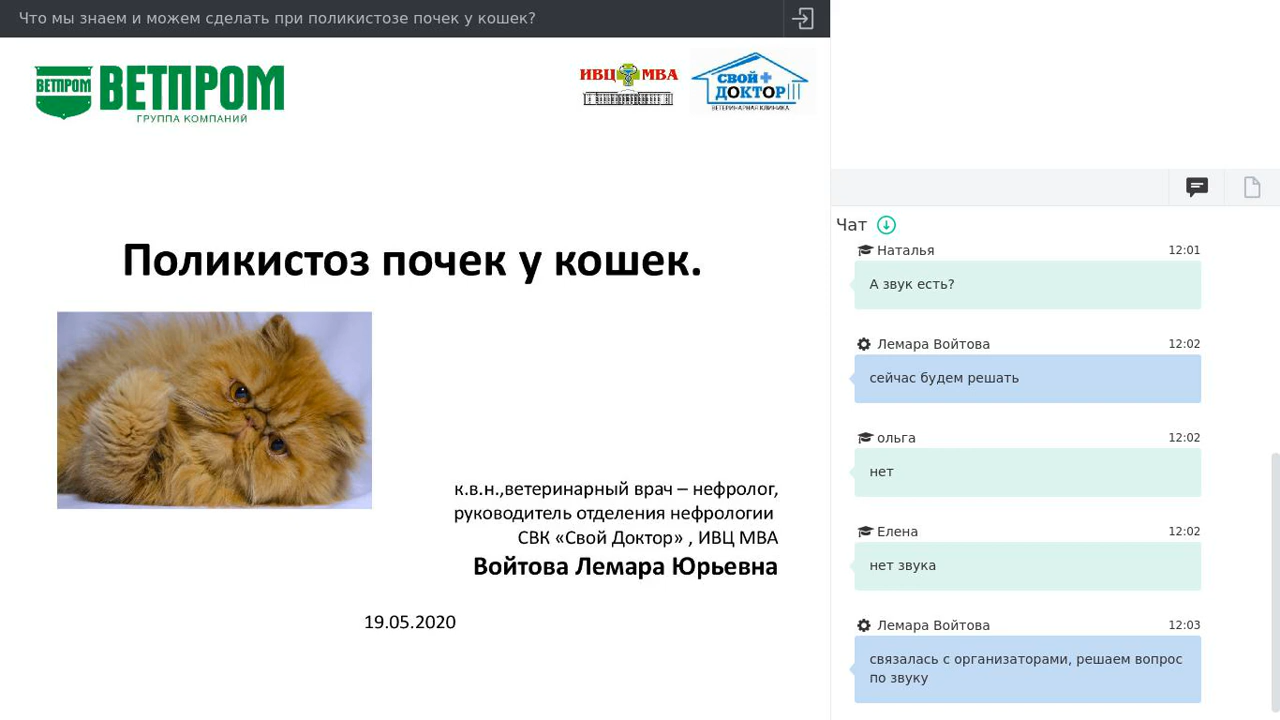 Что мы знаем и можем сделать при поликистозе почек у кошек?
ВЕТПРОМ
ВЕТПРОМ
ГРУППА КОМПАНИЙ
ИВЦ МВА
СВОЙ
ДОКТОР
ВЕТЕРИНАРНАЯ КЛИНИКА
Поликистоз почек у кошек.
к.в.н.,ветеринарный врач – нефролог,
руководитель отделения нефрологии
СВК «Свой Доктор» , ИВЦ МВА
Войтова Лемара Юрьевна
19.05.2020
Чат
Наталья 12:01
А звук есть?
Лемара Войтова 12:02
сейчас будем решать
ольга 12:02
нет
Елена 12:02
нет звука
Лемара Войтова 12:03
связалась с организаторами, решаем вопрос
по звуку